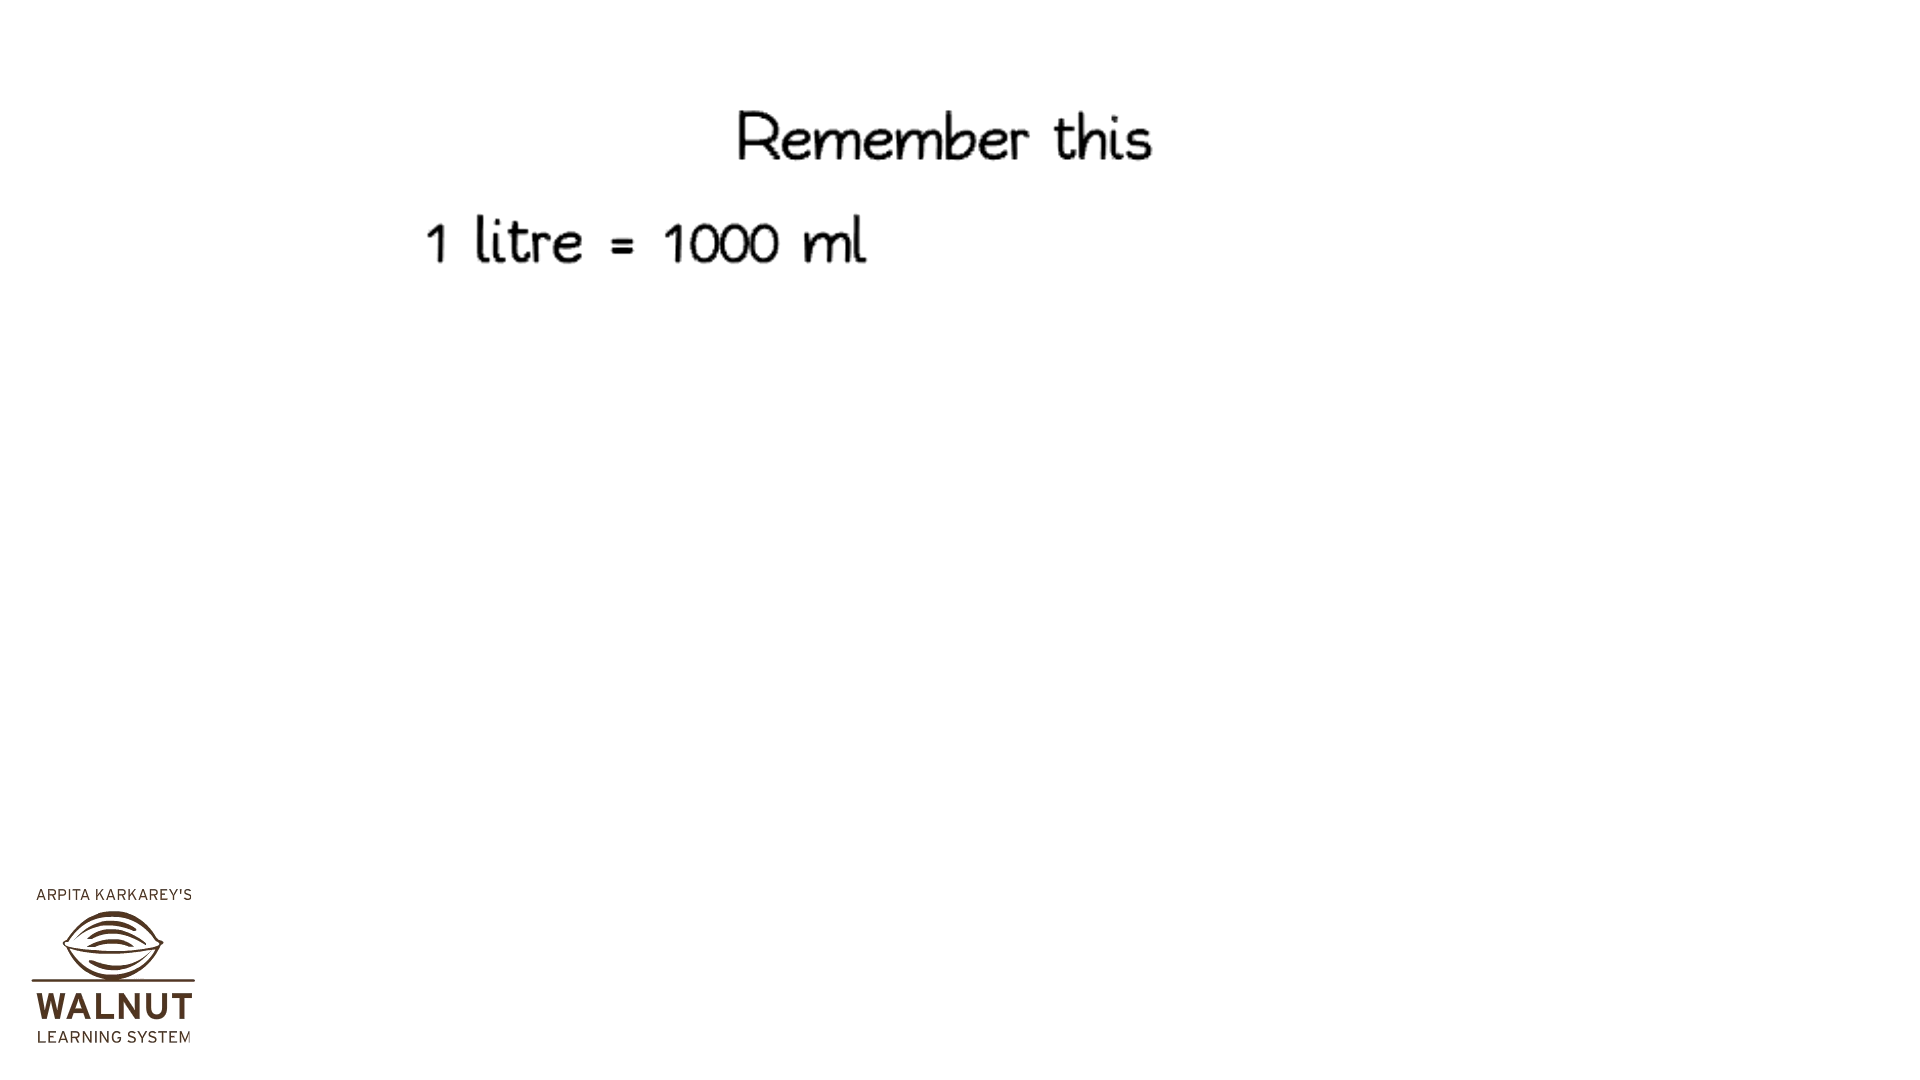 Remember this
1 litre = 1000 ml
ARPITA KARKAREY'S
WALNUT
LEARNING SYSTEM